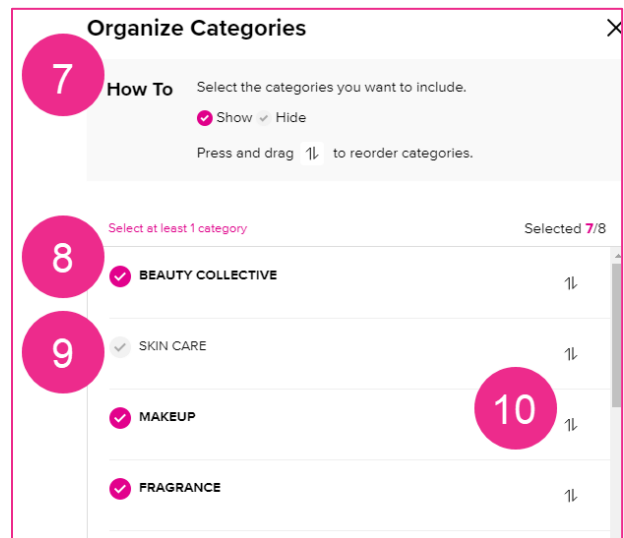 Organize Categories
7
How To
Select the categories you want to include.
Show Hide
Press and drag to reorder categories.
8
Select at least 1 category
Selected 7/8
BEAUTY COLLECTIVE
9
SKIN CARE
10
MAKEUP
FRAGRANCE